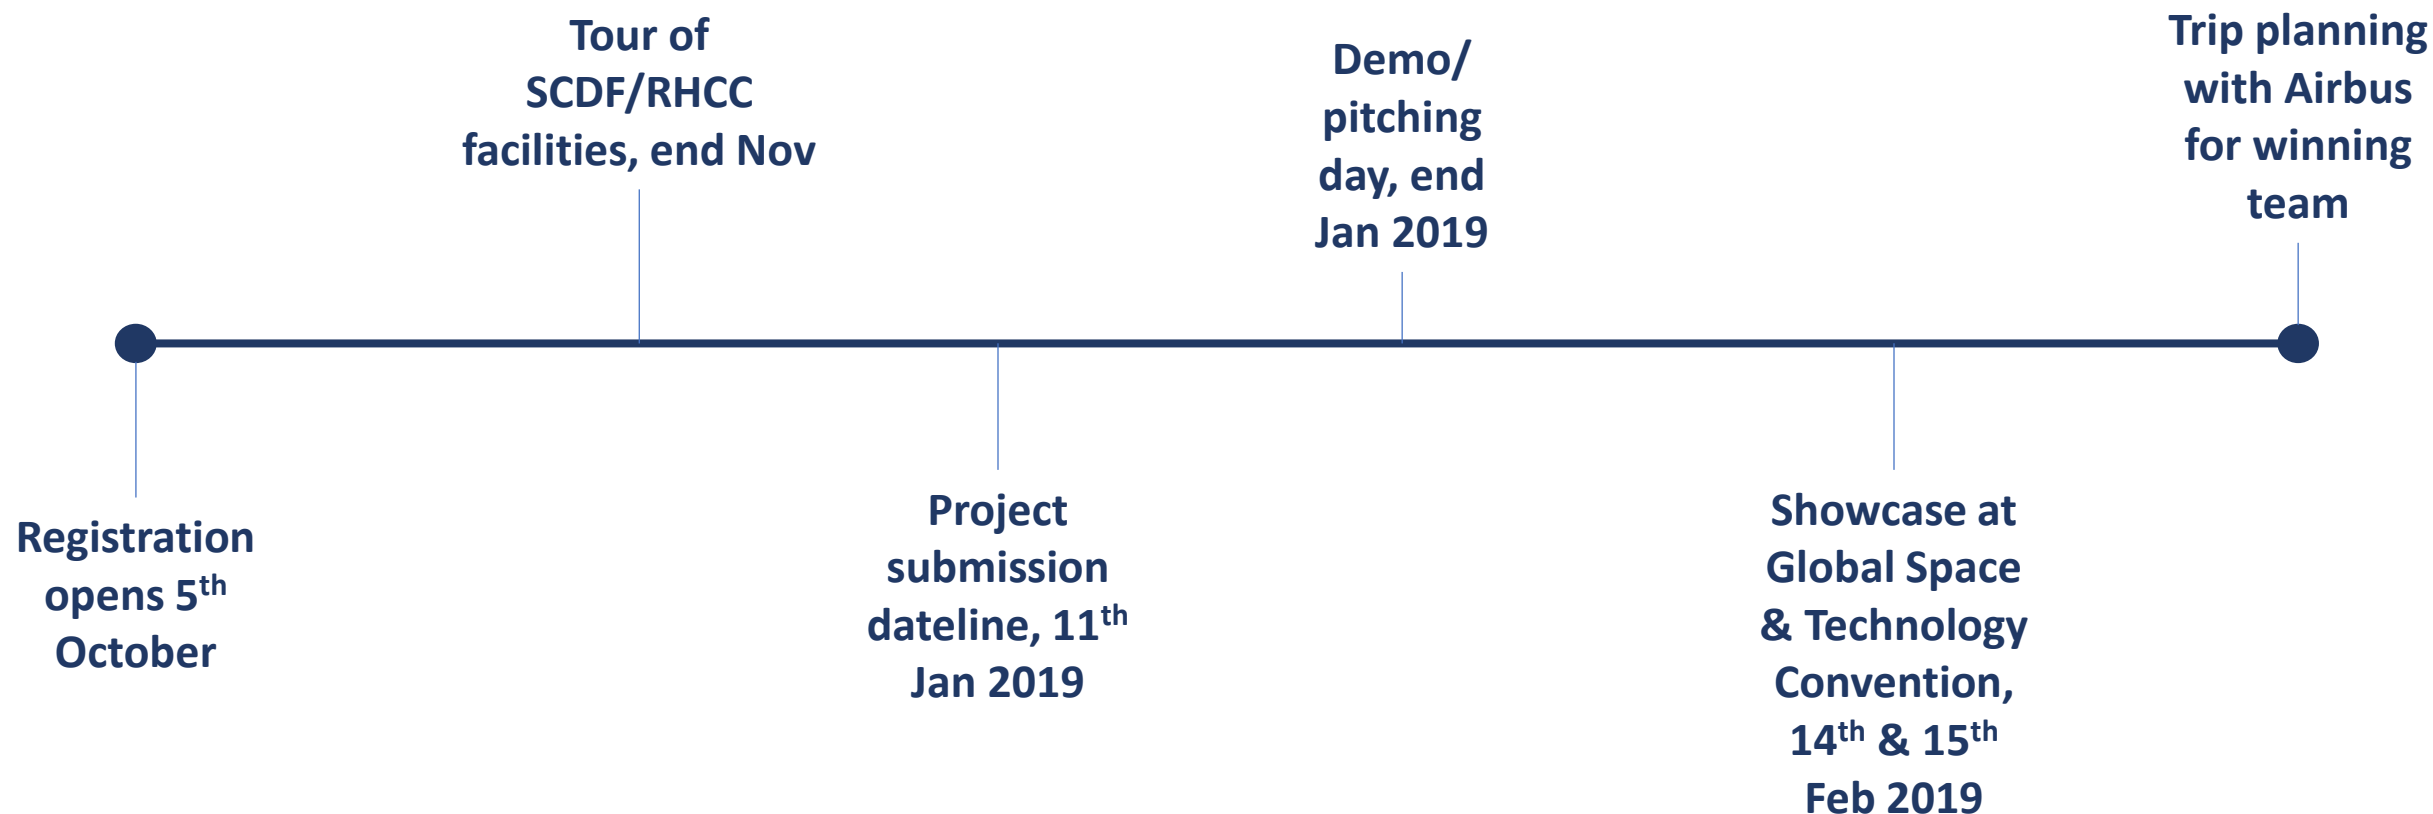 Registration
opens 5th
October
Tour of
SCDF/RHCC
facilities, end Nov
Project
submission
dateline, 11th
Jan 2019
Demo/
pitching
day, end
Jan 2019
Showcase at
Global Space
& Technology
Convention,
14th & 15th
Feb 2019
Trip planning
with Airbus
for winning
team